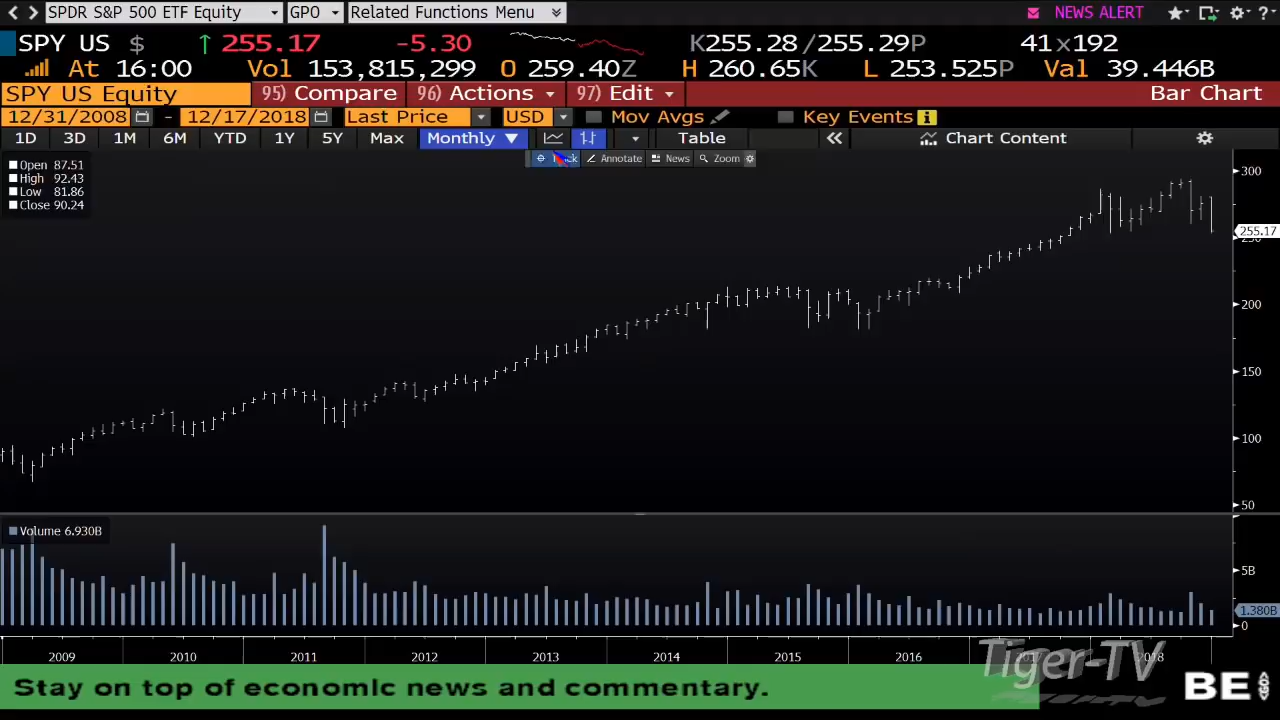 SPDR S&P 500 ETF Equity GPO Related Functions Menu NEWS ALERT
SPY US $ ↑ 255.17 -5.30 K255.28/255.29P 41x192
At 16:00 Vol 153,815,299 O 259.40Z H 260.65K L 253.525P Val 39.446B
SPY US Equity 95) Compare 96) Actions 97) Edit Bar Chart
12/31/2008 - 12/17/2018 Last Price USD Mov Avgs Key Events
1D 3D 1M 6M YTD 1Y 5Y Max Monthly ▼ Table « Chart Content
Annotate News Zoom
Open 87.51
High 92.43
Low 81.86
Close 90.24
300
255.17
250
200
150
100
50
Volume 6.930B
5B
1.380B
0
2009 2010 2011 2012 2013 2014 2015 2016 2017 2018
Tiger-TV
Stay on top of economic news and commentary.
BE